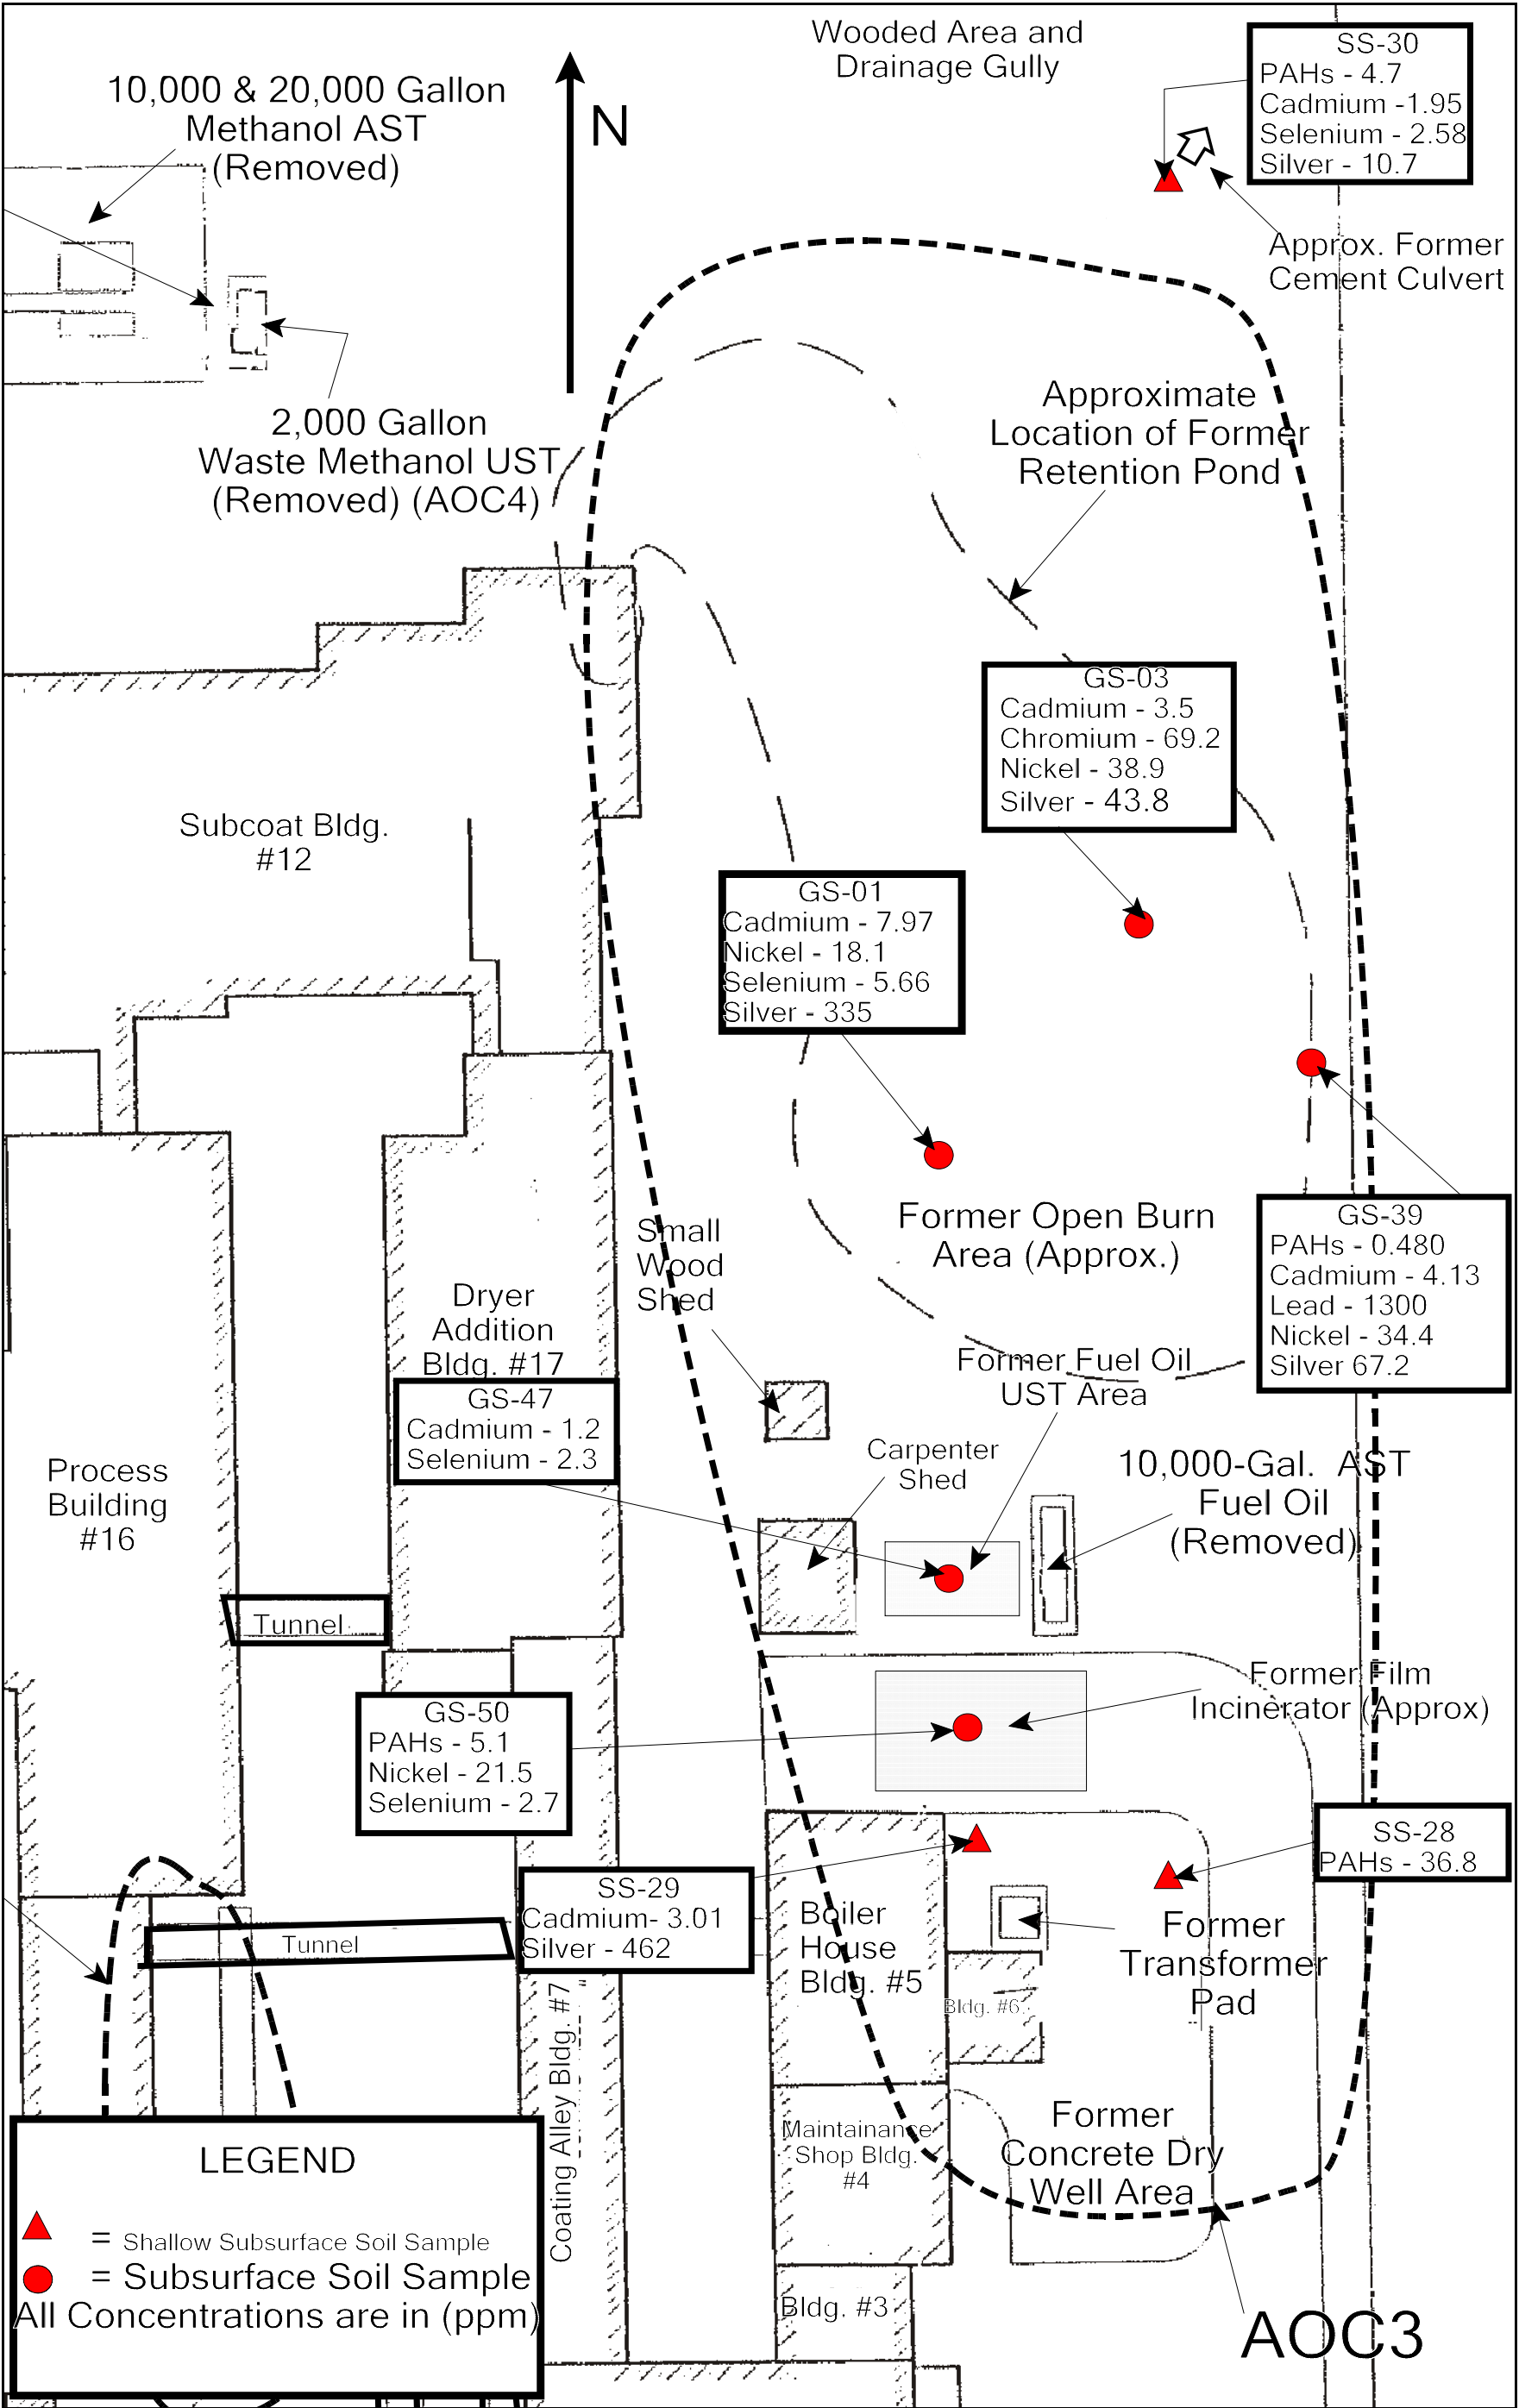 Wooded Area and
Drainage Gully
SS-30
PAHs - 4.7
Cadmium -1.95
Selenium - 2.58
Silver - 10.7
10,000 & 20,000 Gallon
Methanol AST
(Removed)
N
Approx. Former
Cement Culvert
2,000 Gallon
Waste Methanol UST
(Removed) (AOC4)
Approximate
Location of Former
Retention Pond
GS-03
Cadmium - 3.5
Chromium - 69.2
Nickel - 38.9
Silver - 43.8
Subcoat Bldg.
#12
GS-01
Cadmium - 7.97
Nickel - 18.1
Selenium - 5.66
Silver - 335
Former Open Burn
Area (Approx.)
GS-39
PAHs - 0.480
Cadmium - 4.13
Lead - 1300
Nickel - 34.4
Silver 67.2
Small
Wood
Shed
Dryer
Addition
Bldg. #17
GS-47
Cadmium - 1.2
Selenium - 2.3
Former Fuel Oil
UST Area
Carpenter
Shed
10,000-Gal. AST
Fuel Oil
(Removed)
Process
Building
#16
Tunnel
Former Film
Incinerator (Approx)
GS-50
PAHs - 5.1
Nickel - 21.5
Selenium - 2.7
SS-28
PAHs - 36.8
SS-29
Cadmium- 3.01
Silver - 462
Boiler
House
Bldg. #5
Former
Transformer
Pad
Tunnel
Bldg. #6
Coating Alley Bldg. #7
Maintainance
Shop Bldg.
#4
Former
Concrete Dry
Well Area
LEGEND
= Shallow Subsurface Soil Sample
= Subsurface Soil Sample
All Concentrations are in (ppm)
Bldg. #3
AOC3